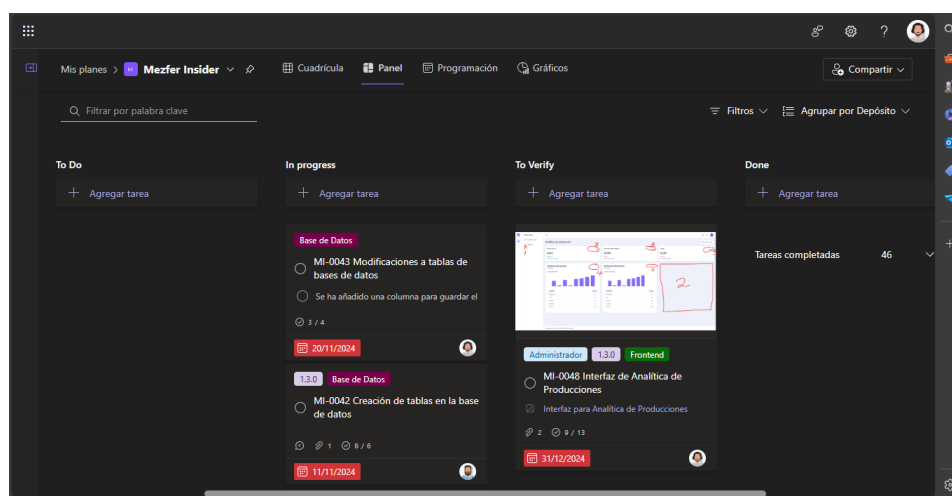 Mis planes > Mezfer Insider
Cuadrícula
Panel
Programación
Gráficos
Compartir
Filtrar por palabra clave
Filtros
Agrupar por Depósito
To Do
Agregar tarea
In progress
Agregar tarea
Base de Datos
MI-0043 Modificaciones a tablas de
bases de datos
Se ha añadido una columna para guardar el
3 / 4
20/11/2024
1.3.0 Base de Datos
MI-0042 Creación de tablas en la base
de datos
1 6 / 6
11/11/2024
To Verify
Agregar tarea
2
Administrador 1.3.0 Frontend
MI-0048 Interfaz de Analítica de
Producciones
Interfaz para Analítica de Producciones
2 9 / 13
31/12/2024
Done
Agregar tarea
Tareas completadas 46